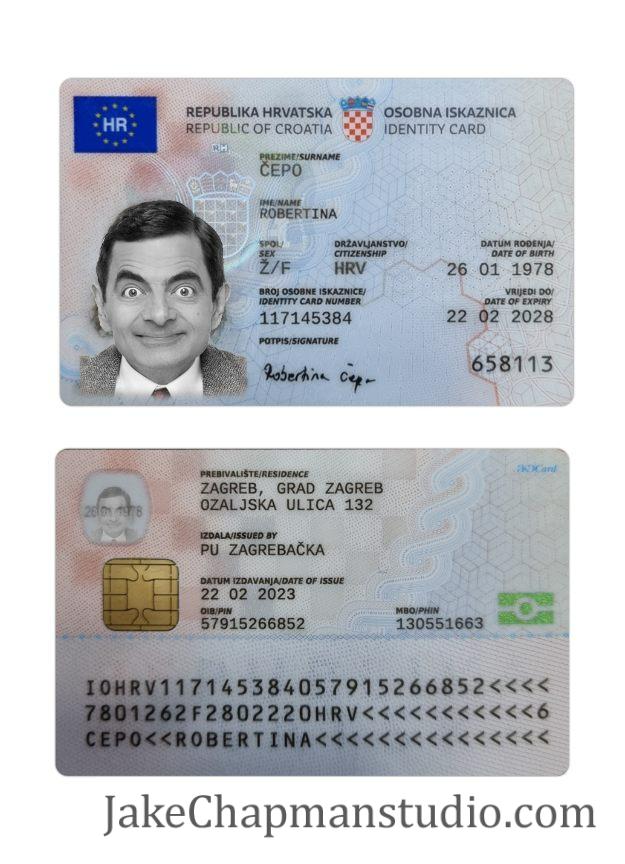 HR
REPUBLIKA HRVATSKA OSOBNA ISKAZNICA
REPUBLIC OF CROATIA IDENTITY CARD
PREZIME/SURNAME
ČEPO
IME/NAME
ROBERTINA
SPOL/ DRŽAVLJANSTVO/ DATUM ROĐENJA/
SEX CITIZENSHIP DATE OF BIRTH
Ž/F HRV 26 01 1978
BROJ OSOBNE ISKAZNICE/ VRIJEDI DO/
IDENTITY CARD NUMBER DATE OF EXPIRY
117145384 22 02 2028
POTPIS/SIGNATURE
Robertina Čepo
658113
PREBIVALIŠTE/RESIDENCE
ZAGREB, GRAD ZAGREB
OZALJSKA ULICA 132
26 01 1978
IZDALA/ISSUED BY
PU ZAGREBAČKA
DATUM IZDAVANJA/DATE OF ISSUE
22 02 2023
OIB/PIN MBO/PHIN
57915266852 130551663
IOHRV117145384057915266852<<<<
7801262F2802220HRV<<<<<<<<<<<6
CEPO<<ROBERTINA<<<<<<<<<<<<<<<
JakeChapmanstudio.com